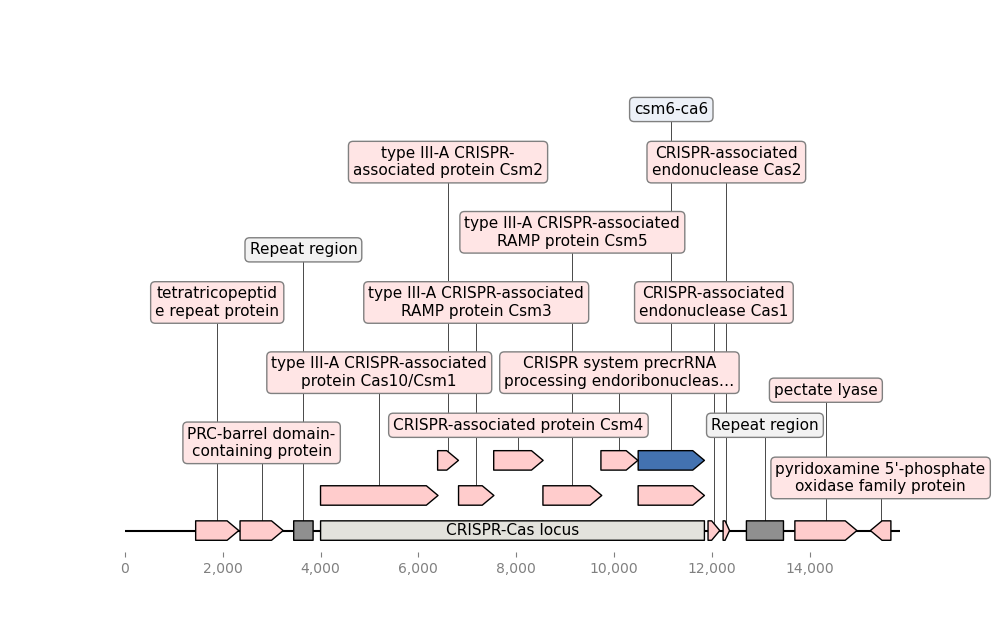 csm6-ca6
type III-A CRISPR-
associated protein Csm2
CRISPR-associated
endonuclease Cas2
type III-A CRISPR-associated
RAMP protein Csm5
Repeat region
tetratricopeptid
e repeat protein
type III-A CRISPR-associated
RAMP protein Csm3
CRISPR-associated
endonuclease Cas1
type III-A CRISPR-associated
protein Cas10/Csm1
CRISPR system precrRNA
processing endoribonucleas...
pectate lyase
PRC-barrel domain-
containing protein
CRISPR-associated protein Csm4
Repeat region
pyridoxamine 5'-phosphate
oxidase family protein
CRISPR-Cas locus
0 2,000 4,000 6,000 8,000 10,000 12,000 14,000